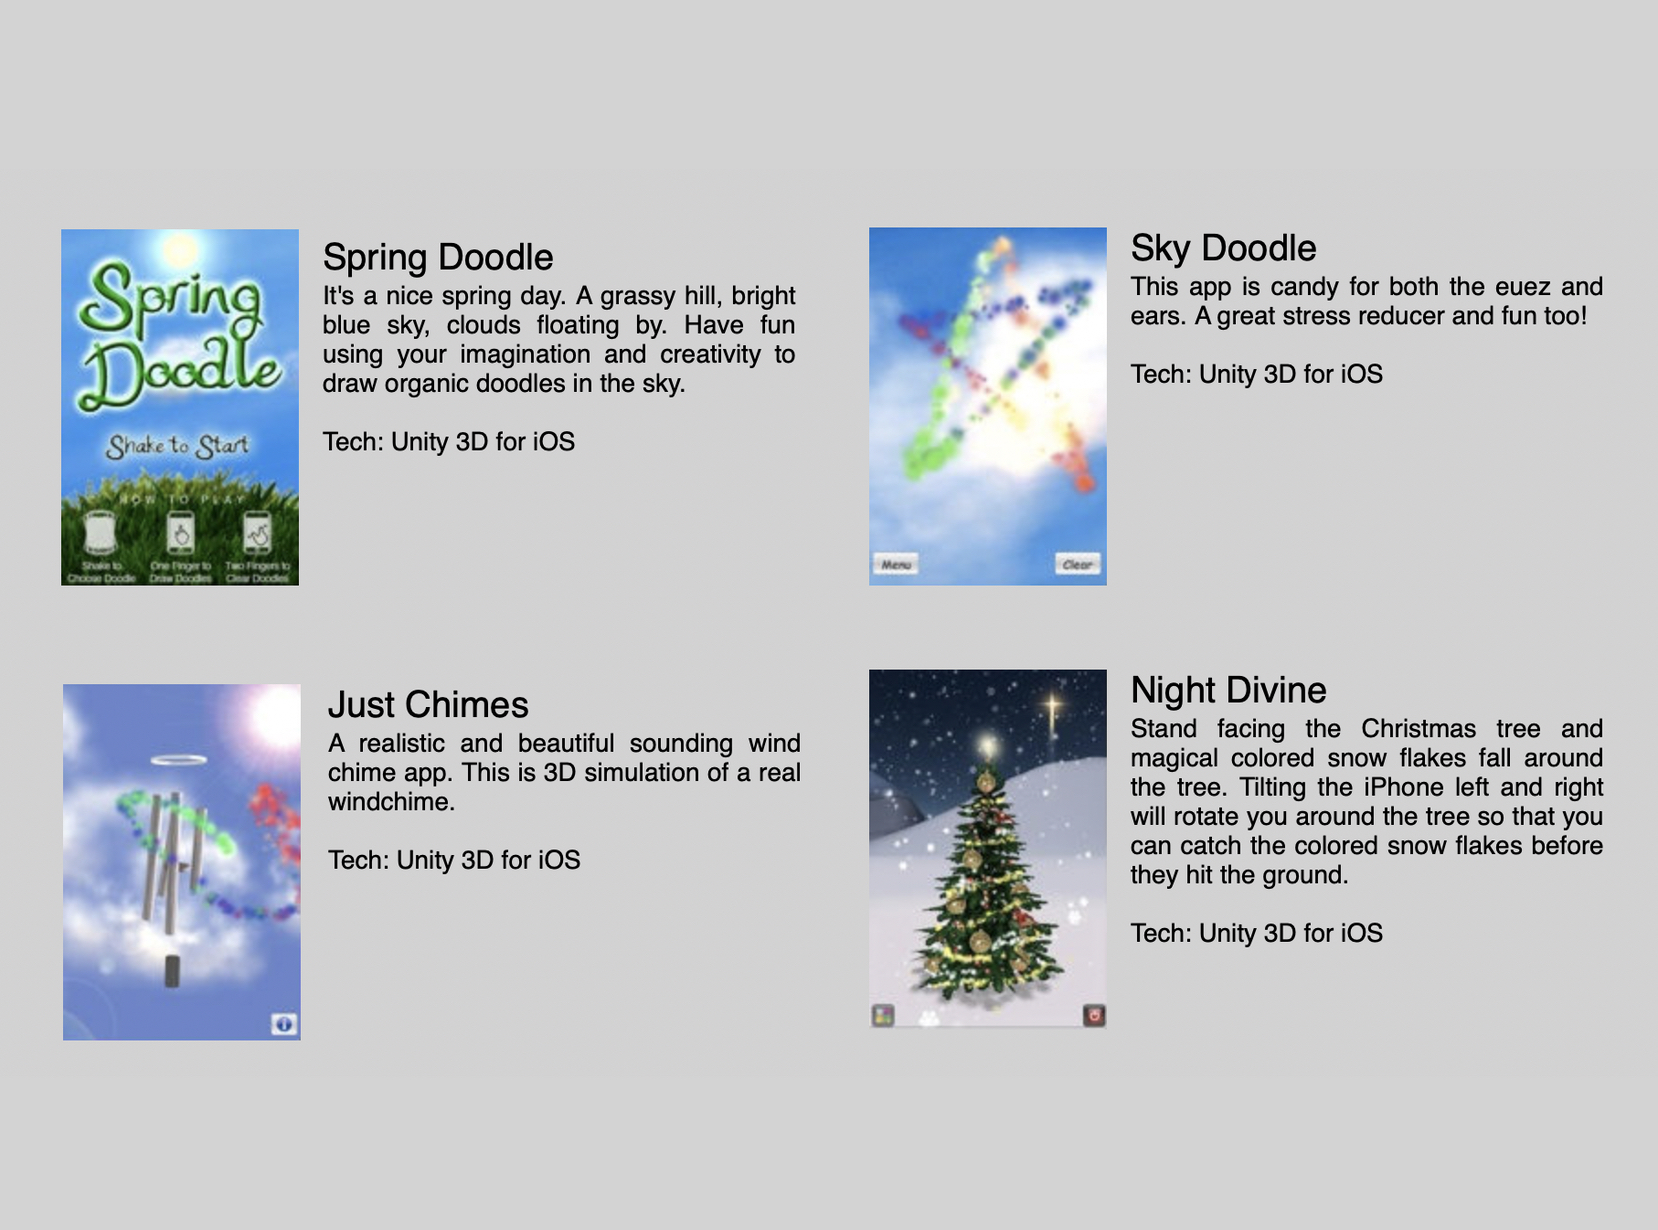 Spring
Doodle
Shake to Start
HOW TO PLAY
Shake to
Choose Doodle
One Finger to
Draw Doodles
Two Fingers to
Clear Doodles
Spring Doodle
It's a nice spring day. A grassy hill, bright
blue sky, clouds floating by. Have fun
using your imagination and creativity to
draw organic doodles in the sky.
Tech: Unity 3D for iOS
Menu
Clear
Sky Doodle
This app is candy for both the euez and
ears. A great stress reducer and fun too!
Tech: Unity 3D for iOS
Just Chimes
A realistic and beautiful sounding wind
chime app. This is 3D simulation of a real
windchime.
Tech: Unity 3D for iOS
Night Divine
Stand facing the Christmas tree and
magical colored snow flakes fall around
the tree. Tilting the iPhone left and right
will rotate you around the tree so that you
can catch the colored snow flakes before
they hit the ground.
Tech: Unity 3D for iOS